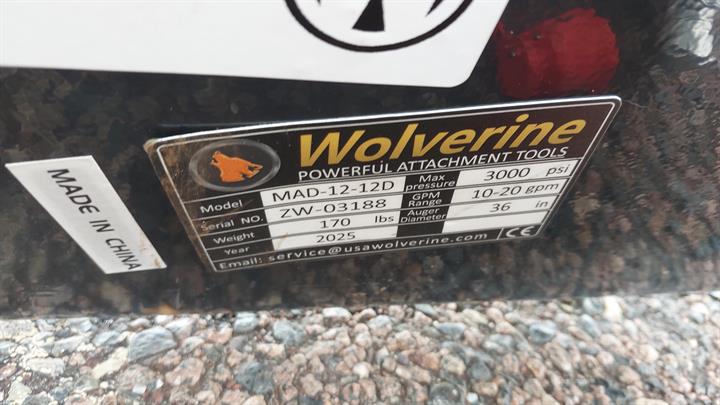 Wolverine
POWERFUL ATTACHMENT TOOLS
Model MAD-12-12D Max pressure 3000 psi
Serial NO. ZW-03188 GPM Range 10-20 gpm
Weight 170 lbs Auger Diameter 36 in
Year 2025
Email: service@usawolverine.com CE
MADE IN CHINA